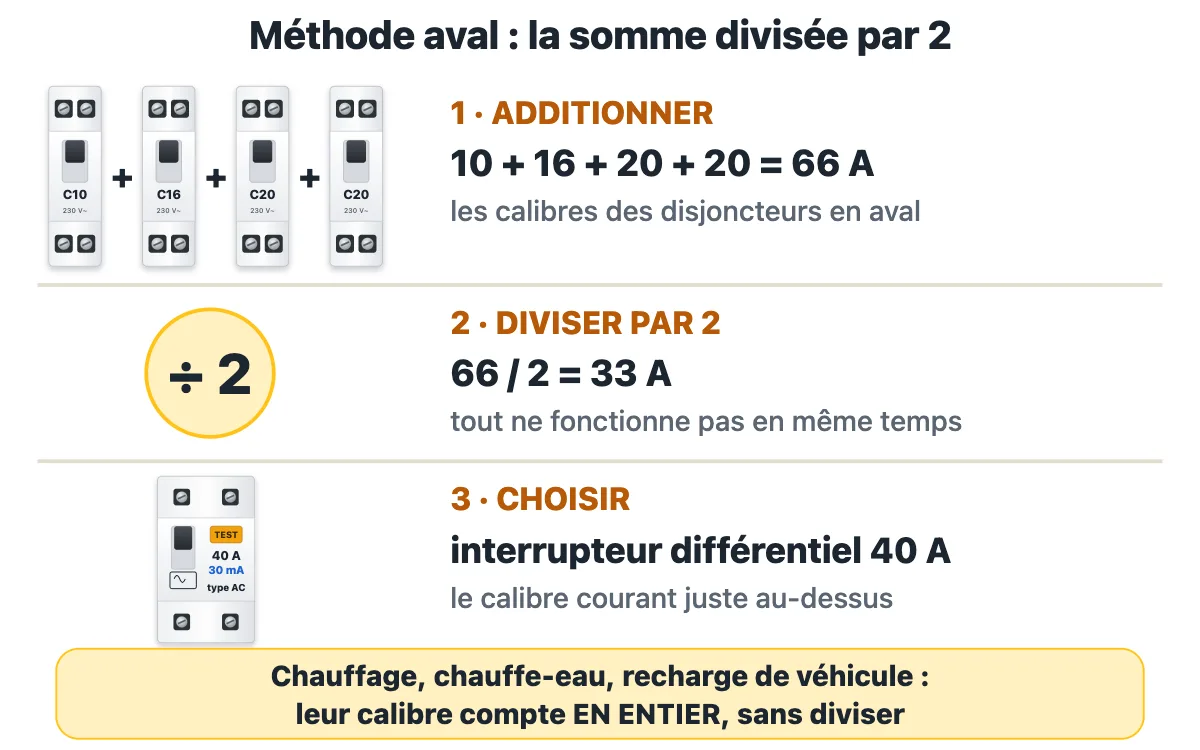 Méthode aval : la somme divisée par 2
C10
230 V~
+
C16
230 V~
+
C20
230 V~
+
C20
230 V~
1 · ADDITIONNER
10 + 16 + 20 + 20 = 66 A
les calibres des disjoncteurs en aval
÷ 2
2 · DIVISER PAR 2
66 / 2 = 33 A
tout ne fonctionne pas en même temps
TEST
40 A
30 mA
type AC
3 · CHOISIR
interrupteur différentiel 40 A
le calibre courant juste au-dessus
Chauffage, chauffe-eau, recharge de véhicule :
leur calibre compte EN ENTIER, sans diviser